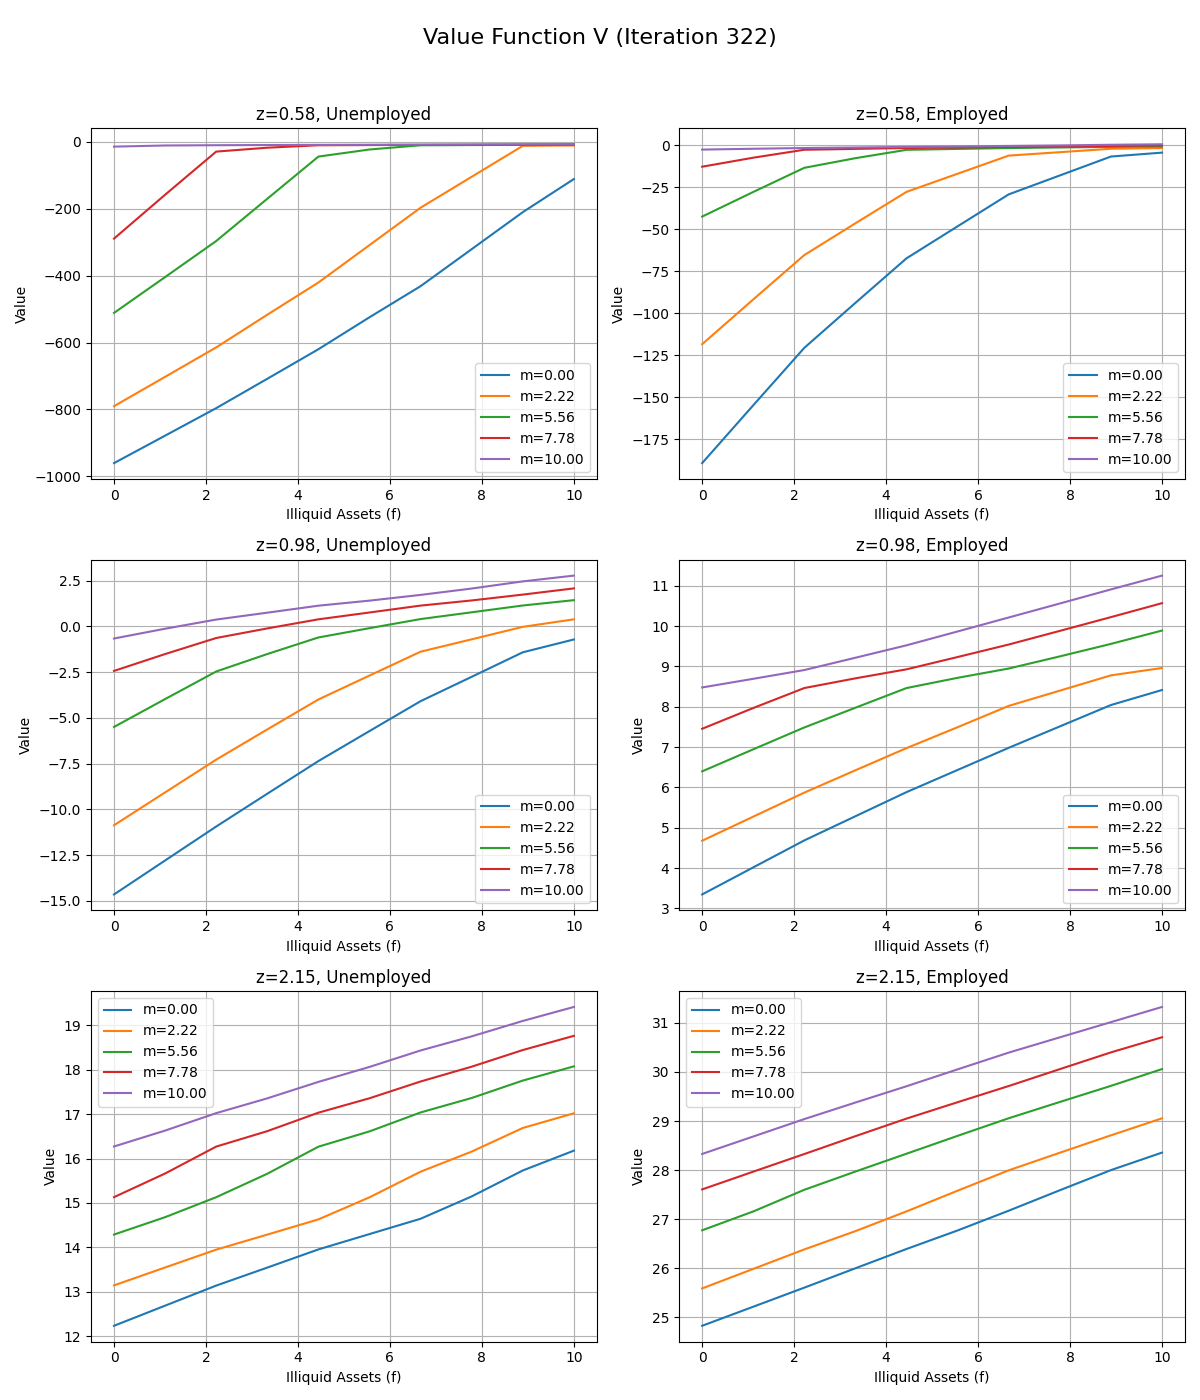 Value Function V (Iteration 322)
z=0.58, Unemployed
Value
0
−200
−400
−600
−800
−1000
0 2 4 6 8 10
Illiquid Assets (f)
m=0.00
m=2.22
m=5.56
m=7.78
m=10.00
z=0.58, Employed
Value
0
−25
−50
−75
−100
−125
−150
−175
0 2 4 6 8 10
Illiquid Assets (f)
m=0.00
m=2.22
m=5.56
m=7.78
m=10.00
z=0.98, Unemployed
Value
2.5
0.0
−2.5
−5.0
−7.5
−10.0
−12.5
−15.0
0 2 4 6 8 10
Illiquid Assets (f)
m=0.00
m=2.22
m=5.56
m=7.78
m=10.00
z=0.98, Employed
Value
11
10
9
8
7
6
5
4
3
0 2 4 6 8 10
Illiquid Assets (f)
m=0.00
m=2.22
m=5.56
m=7.78
m=10.00
z=2.15, Unemployed
Value
19
18
17
16
15
14
13
12
0 2 4 6 8 10
Illiquid Assets (f)
m=0.00
m=2.22
m=5.56
m=7.78
m=10.00
z=2.15, Employed
Value
31
30
29
28
27
26
25
0 2 4 6 8 10
Illiquid Assets (f)
m=0.00
m=2.22
m=5.56
m=7.78
m=10.00